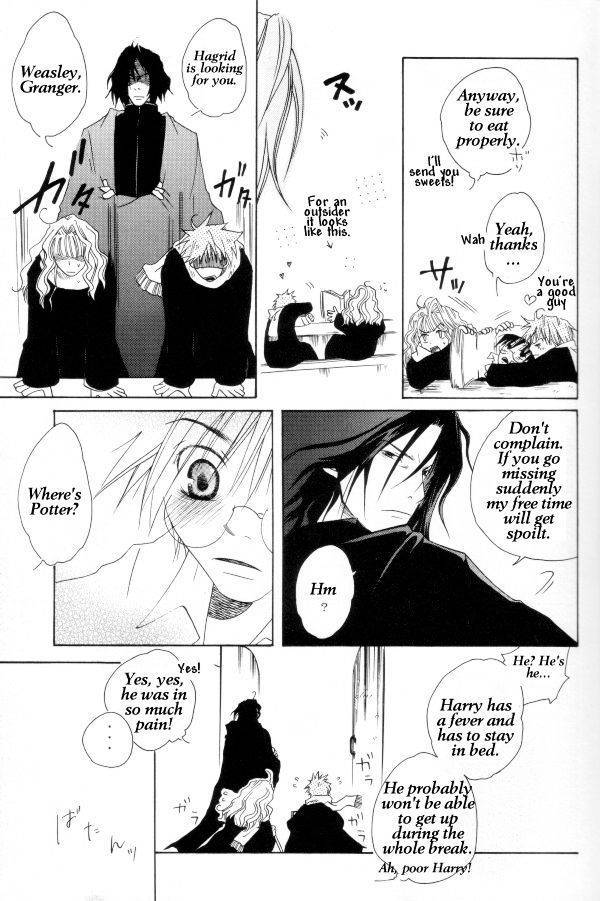 Anyway,
be sure
to eat
properly.
I'll
send you
sweets!
Yeah,
thanks
...
Wah
You're
a good
guy
ヌッ
For an
outsider
it looks
like this.
Hagrid
is looking
for you.
Weasley,
Granger.
ガタ
ガタ
Don't
complain.
If you go
missing
suddenly
my free time
will get
spoilt.
Hm
?
Where's
Potter?
He? He's
he...
Harry has
a fever and
has to stay
in bed.
He probably
won't be able
to get up
during the
whole break.
Ah, poor Harry!
ガラ
ガラ
Yes!
Yes, yes,
he was in
so much
pain!
...
ばたんッ